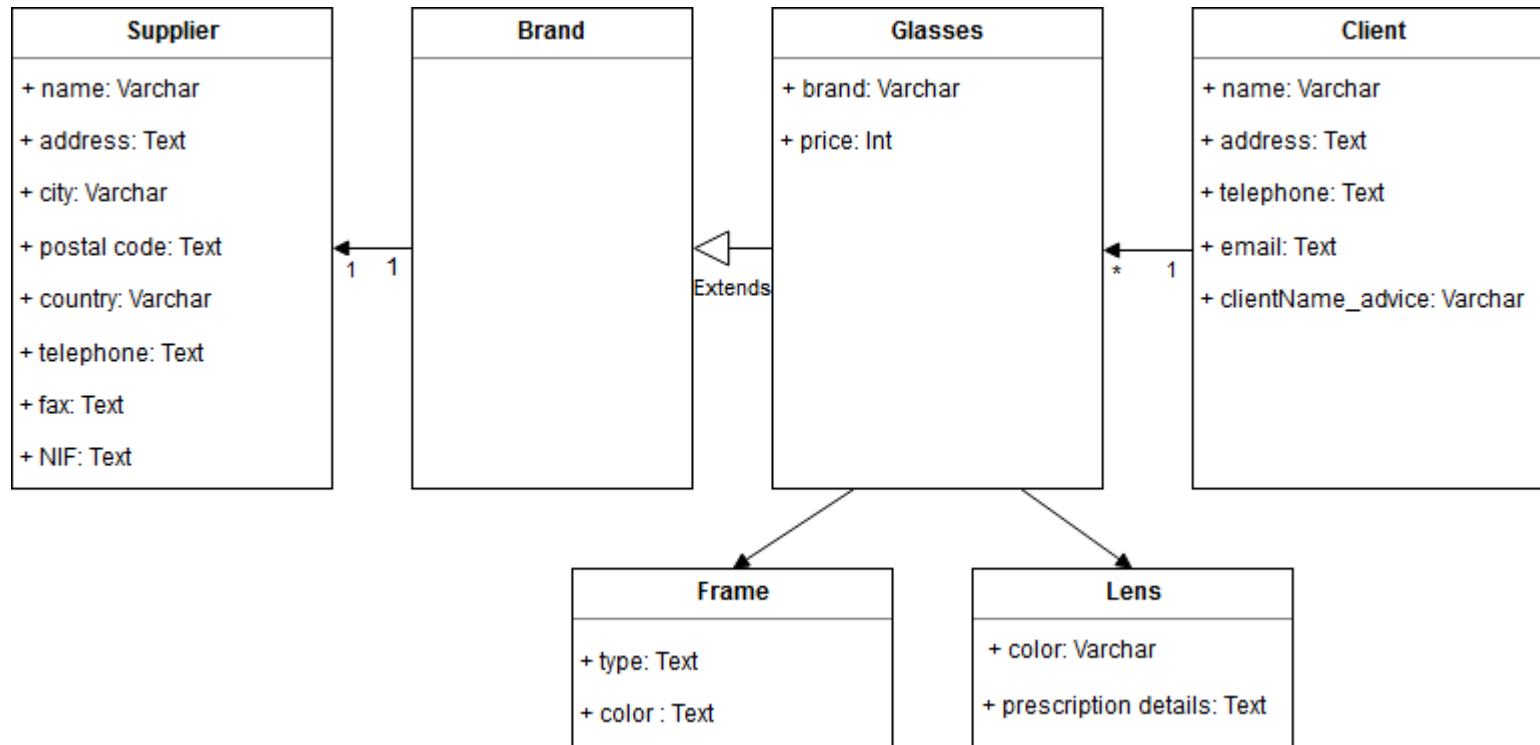 Supplier
+ name: Varchar
+ address: Text
+ city: Varchar
+ postal code: Text
+ country: Varchar
+ telephone: Text
+ fax: Text
+ NIF: Text
1 1
Brand
Extends
Glasses
+ brand: Varchar
+ price: Int
* 1
Client
+ name: Varchar
+ address: Text
+ telephone: Text
+ email: Text
+ clientName_advice: Varchar
Frame
+ type: Text
+ color : Text
Lens
+ color: Varchar
+ prescription details: Text